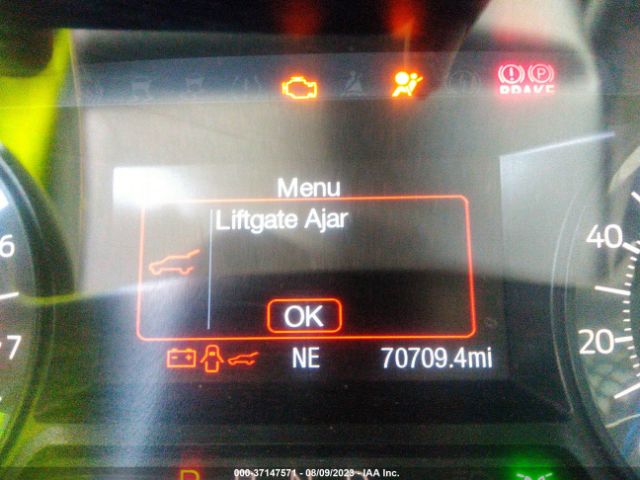 BRAKE
Menu
Liftgate Ajar
OK
NE 70709.4mi
6
7
40
20
000-37147571 - 08/09/2023 - IAA Inc.